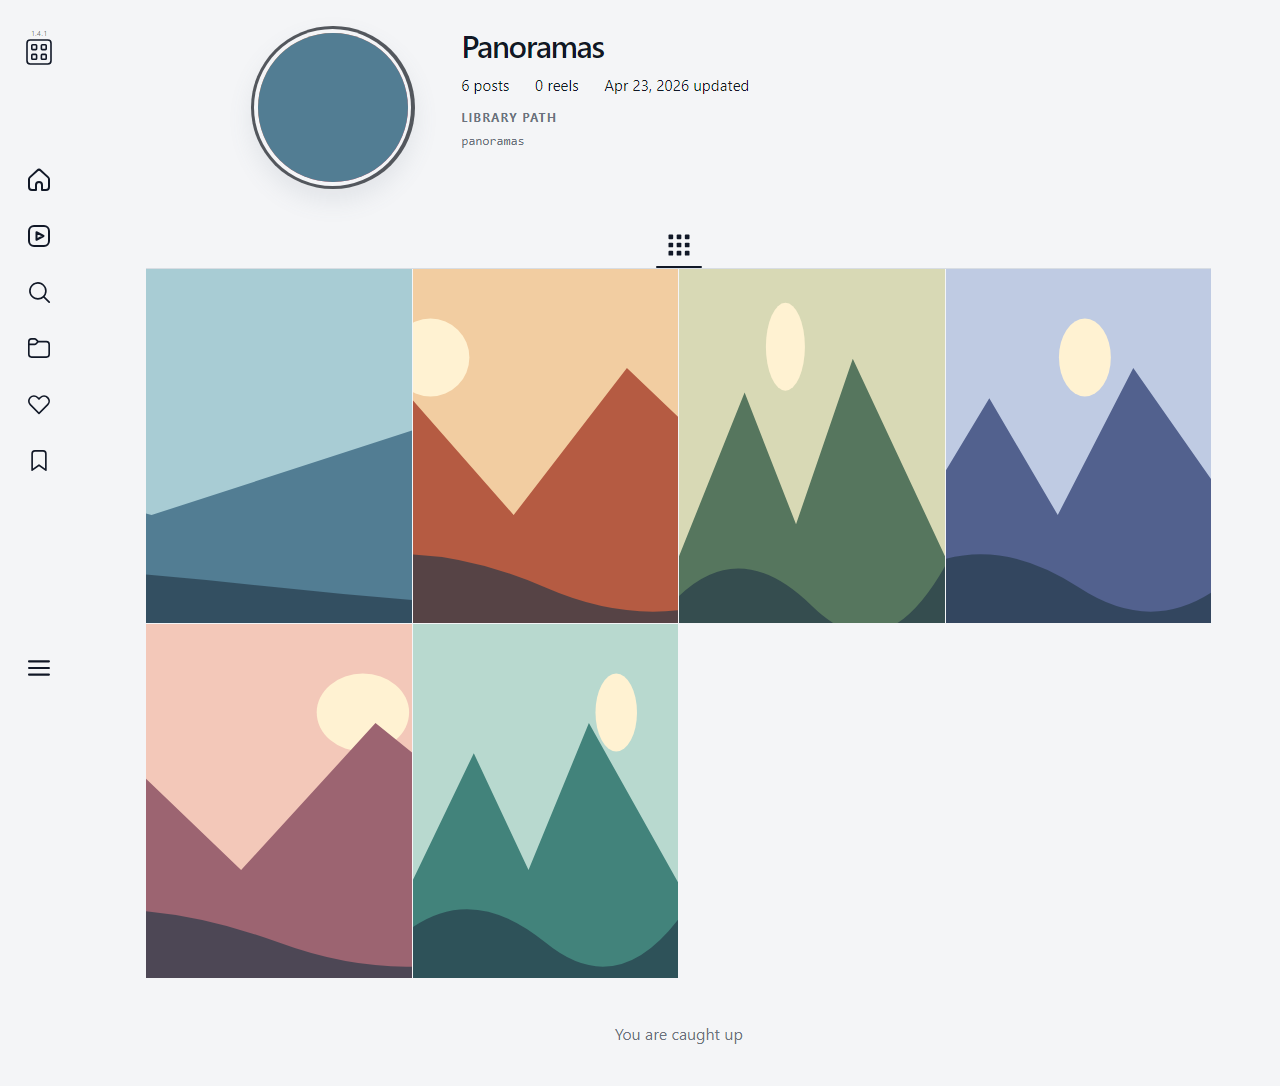 1.4.1
Panoramas
6 posts 0 reels Apr 23, 2026 updated
LIBRARY PATH
panoramas
You are caught up